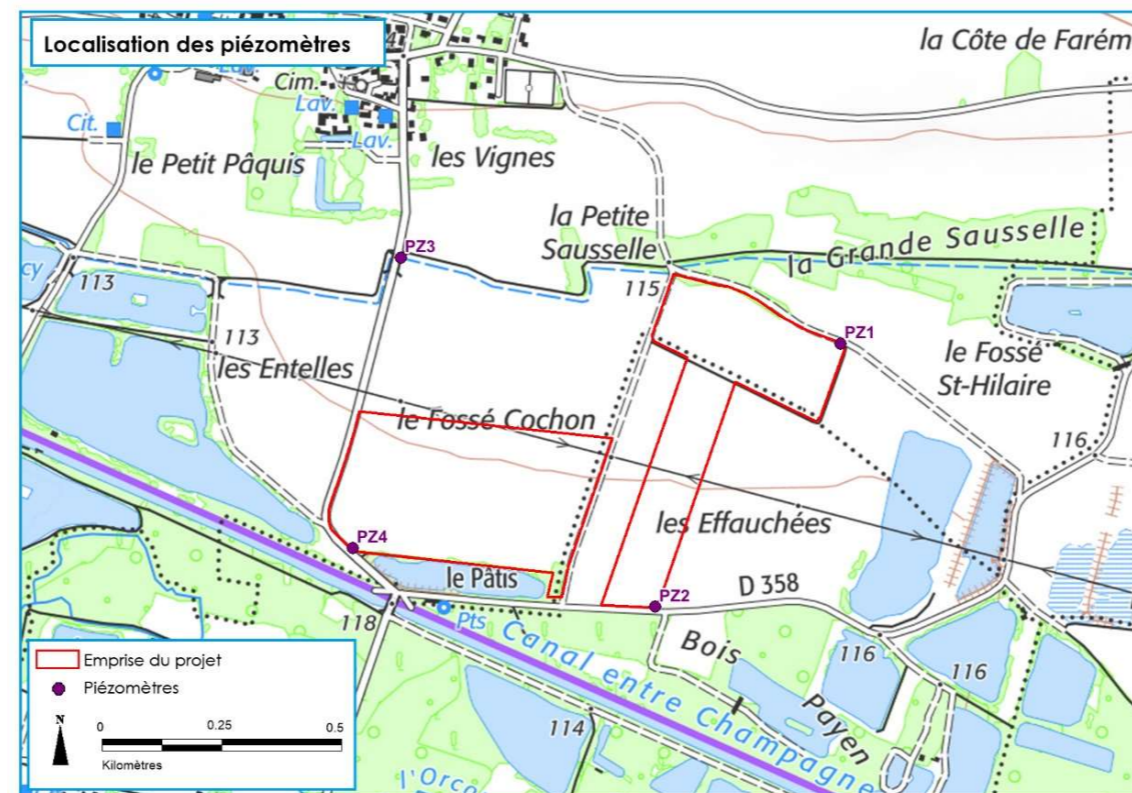 Localisation des piézomètres
la Côte de Farém
Cim.
Lav.
Lav.
Cit.
le Petit Pâquis
les Vignes
la Petite
Sausselle
la Grande Sausselle
PZ3
113
115
PZ1
113
le Fossé
St-Hilaire
les Entelles
le Fossé Cochon
116
les Effauchées
PZ4
le Pâtis
D 358
PZ2
Pts
118
Bois
Payen
116
116
Canal entre Champagne
114
l'Orco
Emprise du projet
Piézomètres
N
0 0.25 0.5
Kilomètres